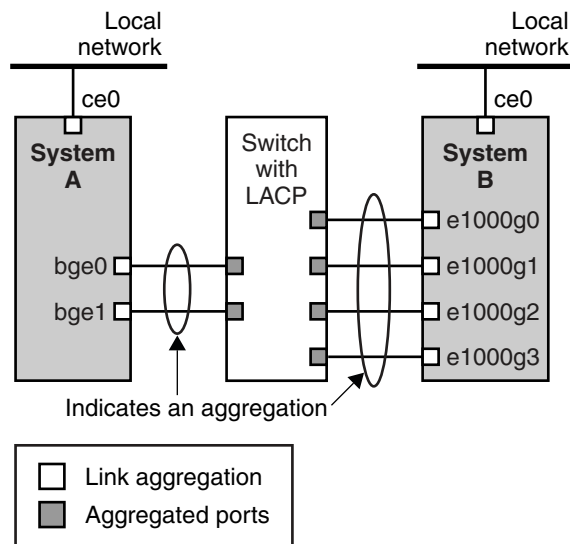 Local
network
Local
network
ce0
ce0
System
A
Switch
with
LACP
System
B
e1000g0
bge0
e1000g1
bge1
e1000g2
e1000g3
Indicates an aggregation
Link aggregation
Aggregated ports